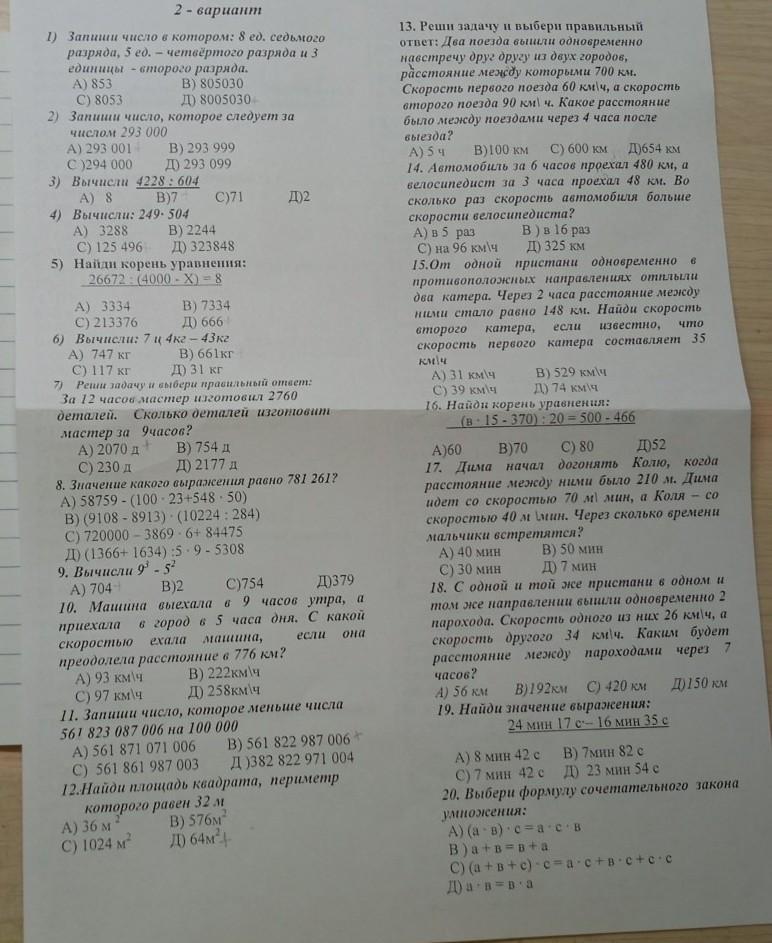 2 - вариант
1) Запиши число в котором: 8 ед. седьмого
разряда, 5 ед. – четвёртого разряда и 3
единицы - второго разряда.
А) 853 В) 805030
С) 8053 Д) 8005030
2) Запиши число, которое следует за
числом 293 000
А) 293 001 В) 293 999
С )294 000 Д) 293 099
3) Вычисли 4228 : 604
А) 8 В)7 С)71 Д)2
4) Вычисли: 249· 504
А) 3288 В) 2244
С) 125 496 Д) 323848
5) Найди корень уравнения:
26672 : (4000 - Х) = 8
А) 3334 В) 7334
С) 213376 Д) 666
6) Вычисли: 7 ц 4кг – 43кг
А) 747 кг В) 661кг
С) 117 кг Д) 31 кг
7) Реши задачу и выбери правильный ответ:
За 12 часов мастер изготовил 2760
деталей. Сколько деталей изготовит
мастер за 9часов?
А) 2070 д В) 754 д
С) 230 д Д) 2177 д
8. Значение какого выражения равно 781 261?
А) 58759 - (100 · 23+548 · 50)
В) (9108 - 8913) · (10224 : 284)
С) 720000 – 3869 · 6+ 84475
Д) (1366+ 1634) :5 · 9 - 5308
9. Вычисли 9³ - 5²
А) 704 В)2 С)754 Д)379
10. Машина выехала в 9 часов утра, а
приехала в город в 5 часа дня. С какой
скоростью ехала машина, если она
преодолела расстояние в 776 км?
А) 93 км\ч В) 222км\ч
С) 97 км\ч Д) 258км\ч
11. Запиши число, которое меньше числа
561 823 087 006 на 100 000
А) 561 871 071 006 В) 561 822 987 006
С) 561 861 987 003 Д )382 822 971 004
12.Найди площадь квадрата, периметр
которого равен 32 м
А) 36 м² В) 576м²
С) 1024 м² Д) 64м²
13. Реши задачу и выбери правильный
ответ: Два поезда вышли одновременно
навстречу друг другу из двух городов,
расстояние между которыми 700 км.
Скорость первого поезда 60 км\ч, а скорость
второго поезда 90 км\ ч. Какое расстояние
было между поездами через 4 часа после
выезда?
А) 5 ч В)100 км С) 600 км Д)654 км
14. Автомобиль за 6 часов проехал 480 км, а
велосипедист за 3 часа проехал 48 км. Во
сколько раз скорость автомобиля больше
скорости велосипедиста?
А) в 5 раз В ) в 16 раз
С) на 96 км\ч Д) 325 км
15.От одной пристани одновременно в
противоположных направлениях отплыли
два катера. Через 2 часа расстояние между
ними стало равно 148 км. Найди скорость
второго катера, если известно, что
скорость первого катера составляет 35
км\ч
А) 31 км\ч В) 529 км\ч
С) 39 км\ч Д) 74 км\ч
16. Найди корень уравнения:
(в · 15 - 370) : 20 = 500 - 466
А)60 В)70 С) 80 Д)52
17. Дима начал догонять Колю, когда
расстояние между ними было 210 м. Дима
идет со скоростью 70 м\ мин, а Коля – со
скоростью 40 м \мин. Через сколько времени
мальчики встретятся?
А) 40 мин В) 50 мин
С) 30 мин Д) 7 мин
18. С одной и той же пристани в одном и
том же направлении вышли одновременно 2
парохода. Скорость одного из них 26 км\ч, а
скорость другого 34 км\ч. Каким будет
расстояние между пароходами через 7
часов?
А) 56 км В)192км С) 420 км Д)150 км
19. Найди значение выражения:
24 мин 17 с – 16 мин 35 с
А) 8 мин 42 с В) 7мин 82 с
С) 7 мин 42 с Д) 23 мин 54 с
20. Выбери формулу сочетательного закона
умножения:
А) (а · в) · с = а · с · в
В ) а + в = в + а
С) (а + в + с) · с = а · с + в · с + с · с
Д) а · в = в · а